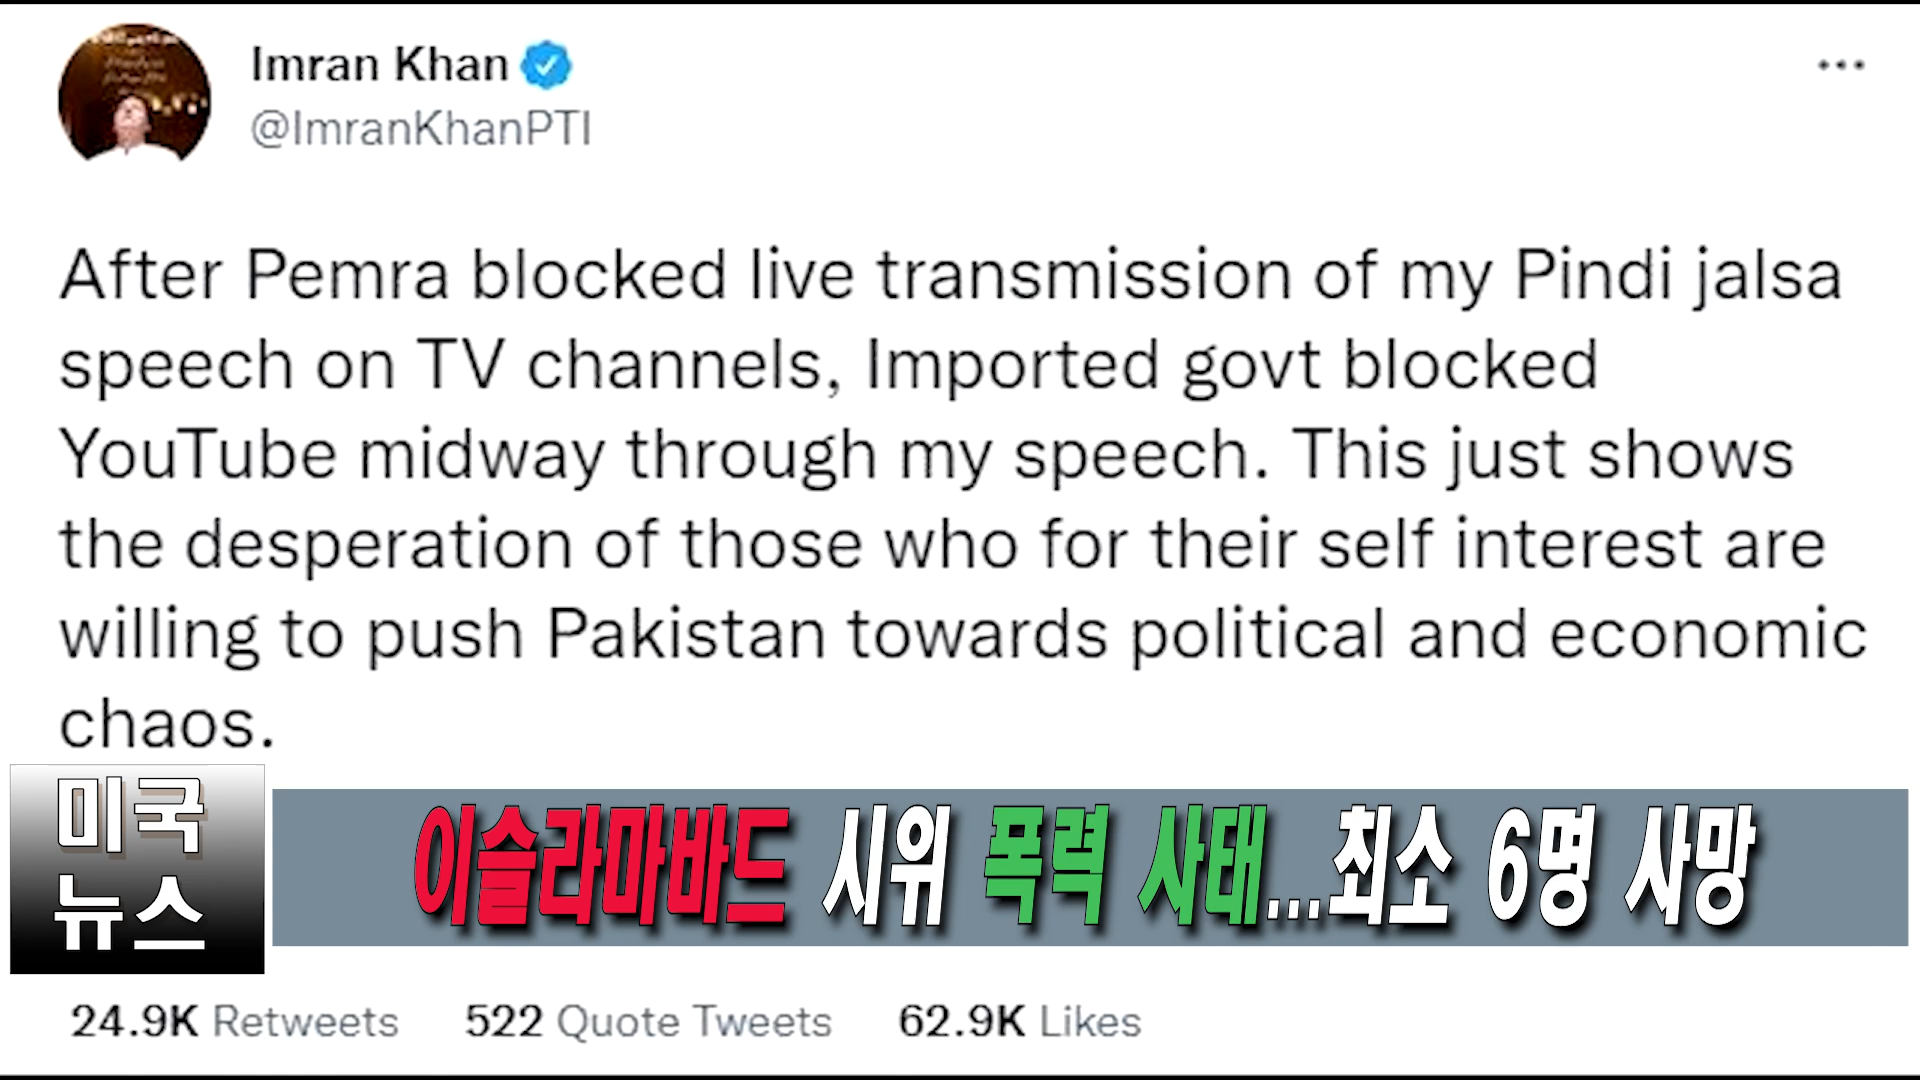 Imran Khan
@ImranKhanPTI
After Pemra blocked live transmission of my Pindi jalsa
speech on TV channels, Imported govt blocked
YouTube midway through my speech. This just shows
the desperation of those who for their self interest are
willing to push Pakistan towards political and economic
chaos.
미국
뉴스
이슬라마바드 시위 폭력 사태...최소 6명 사망
24.9K Retweets 522 Quote Tweets 62.9K Likes